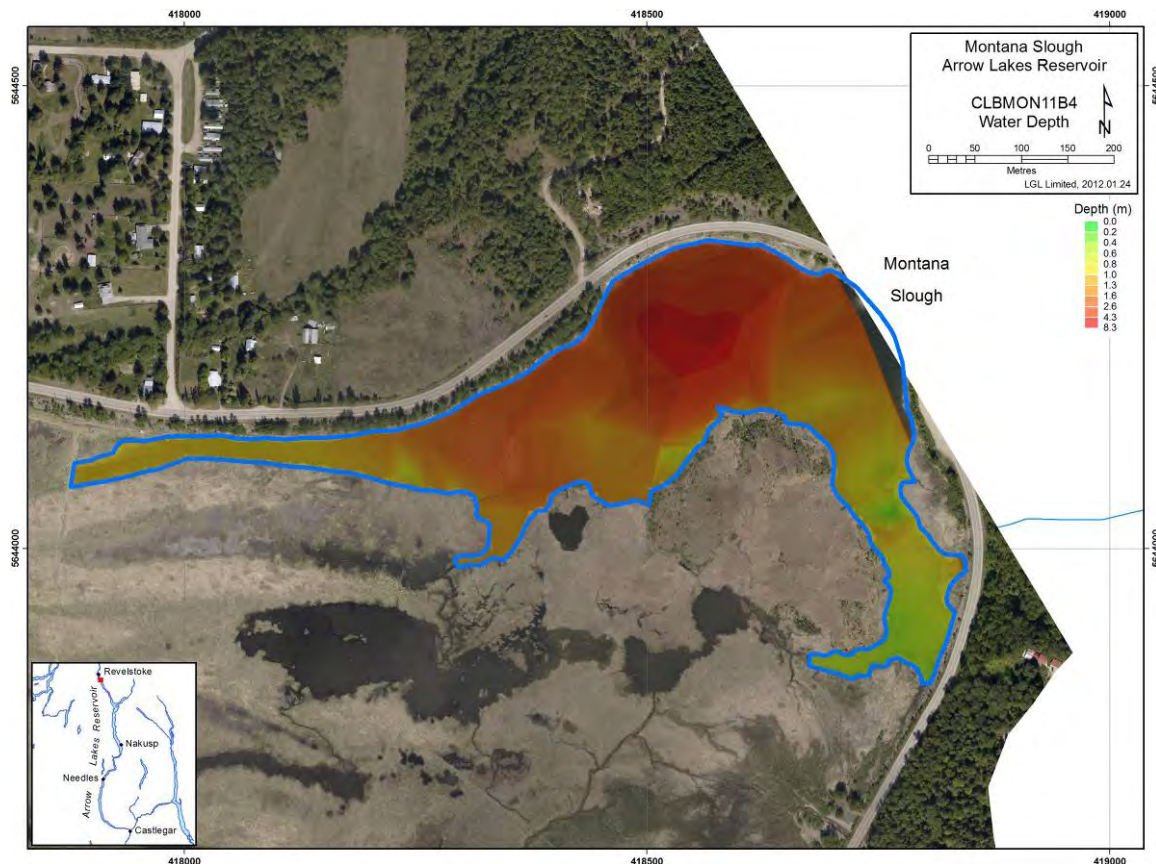 418000 418500 419000
5644500 5644500
Montana Slough
Arrow Lakes Reservoir
CLBMON11B4
Water Depth
N
0 50 100 150 200
Metres
LGL Limited, 2012.01.24
Depth (m)
0.0
0.2
0.4
0.6
0.8
1.0
1.3
1.6
2.6
4.3
8.3
Montana
Slough
5644000 5644000
Revelstoke
Arrow Lakes Reservoir
Nakusp
Needles
Castlegar
418000 418500 419000